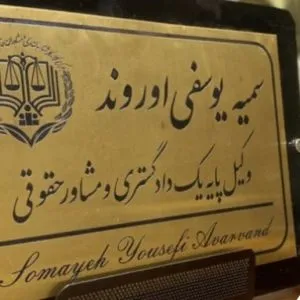 سمیه یوسفی اوروند
وکیل پایه یک دادگستری و مشاور حقوقی
Somayeh Yousefi Avarvand